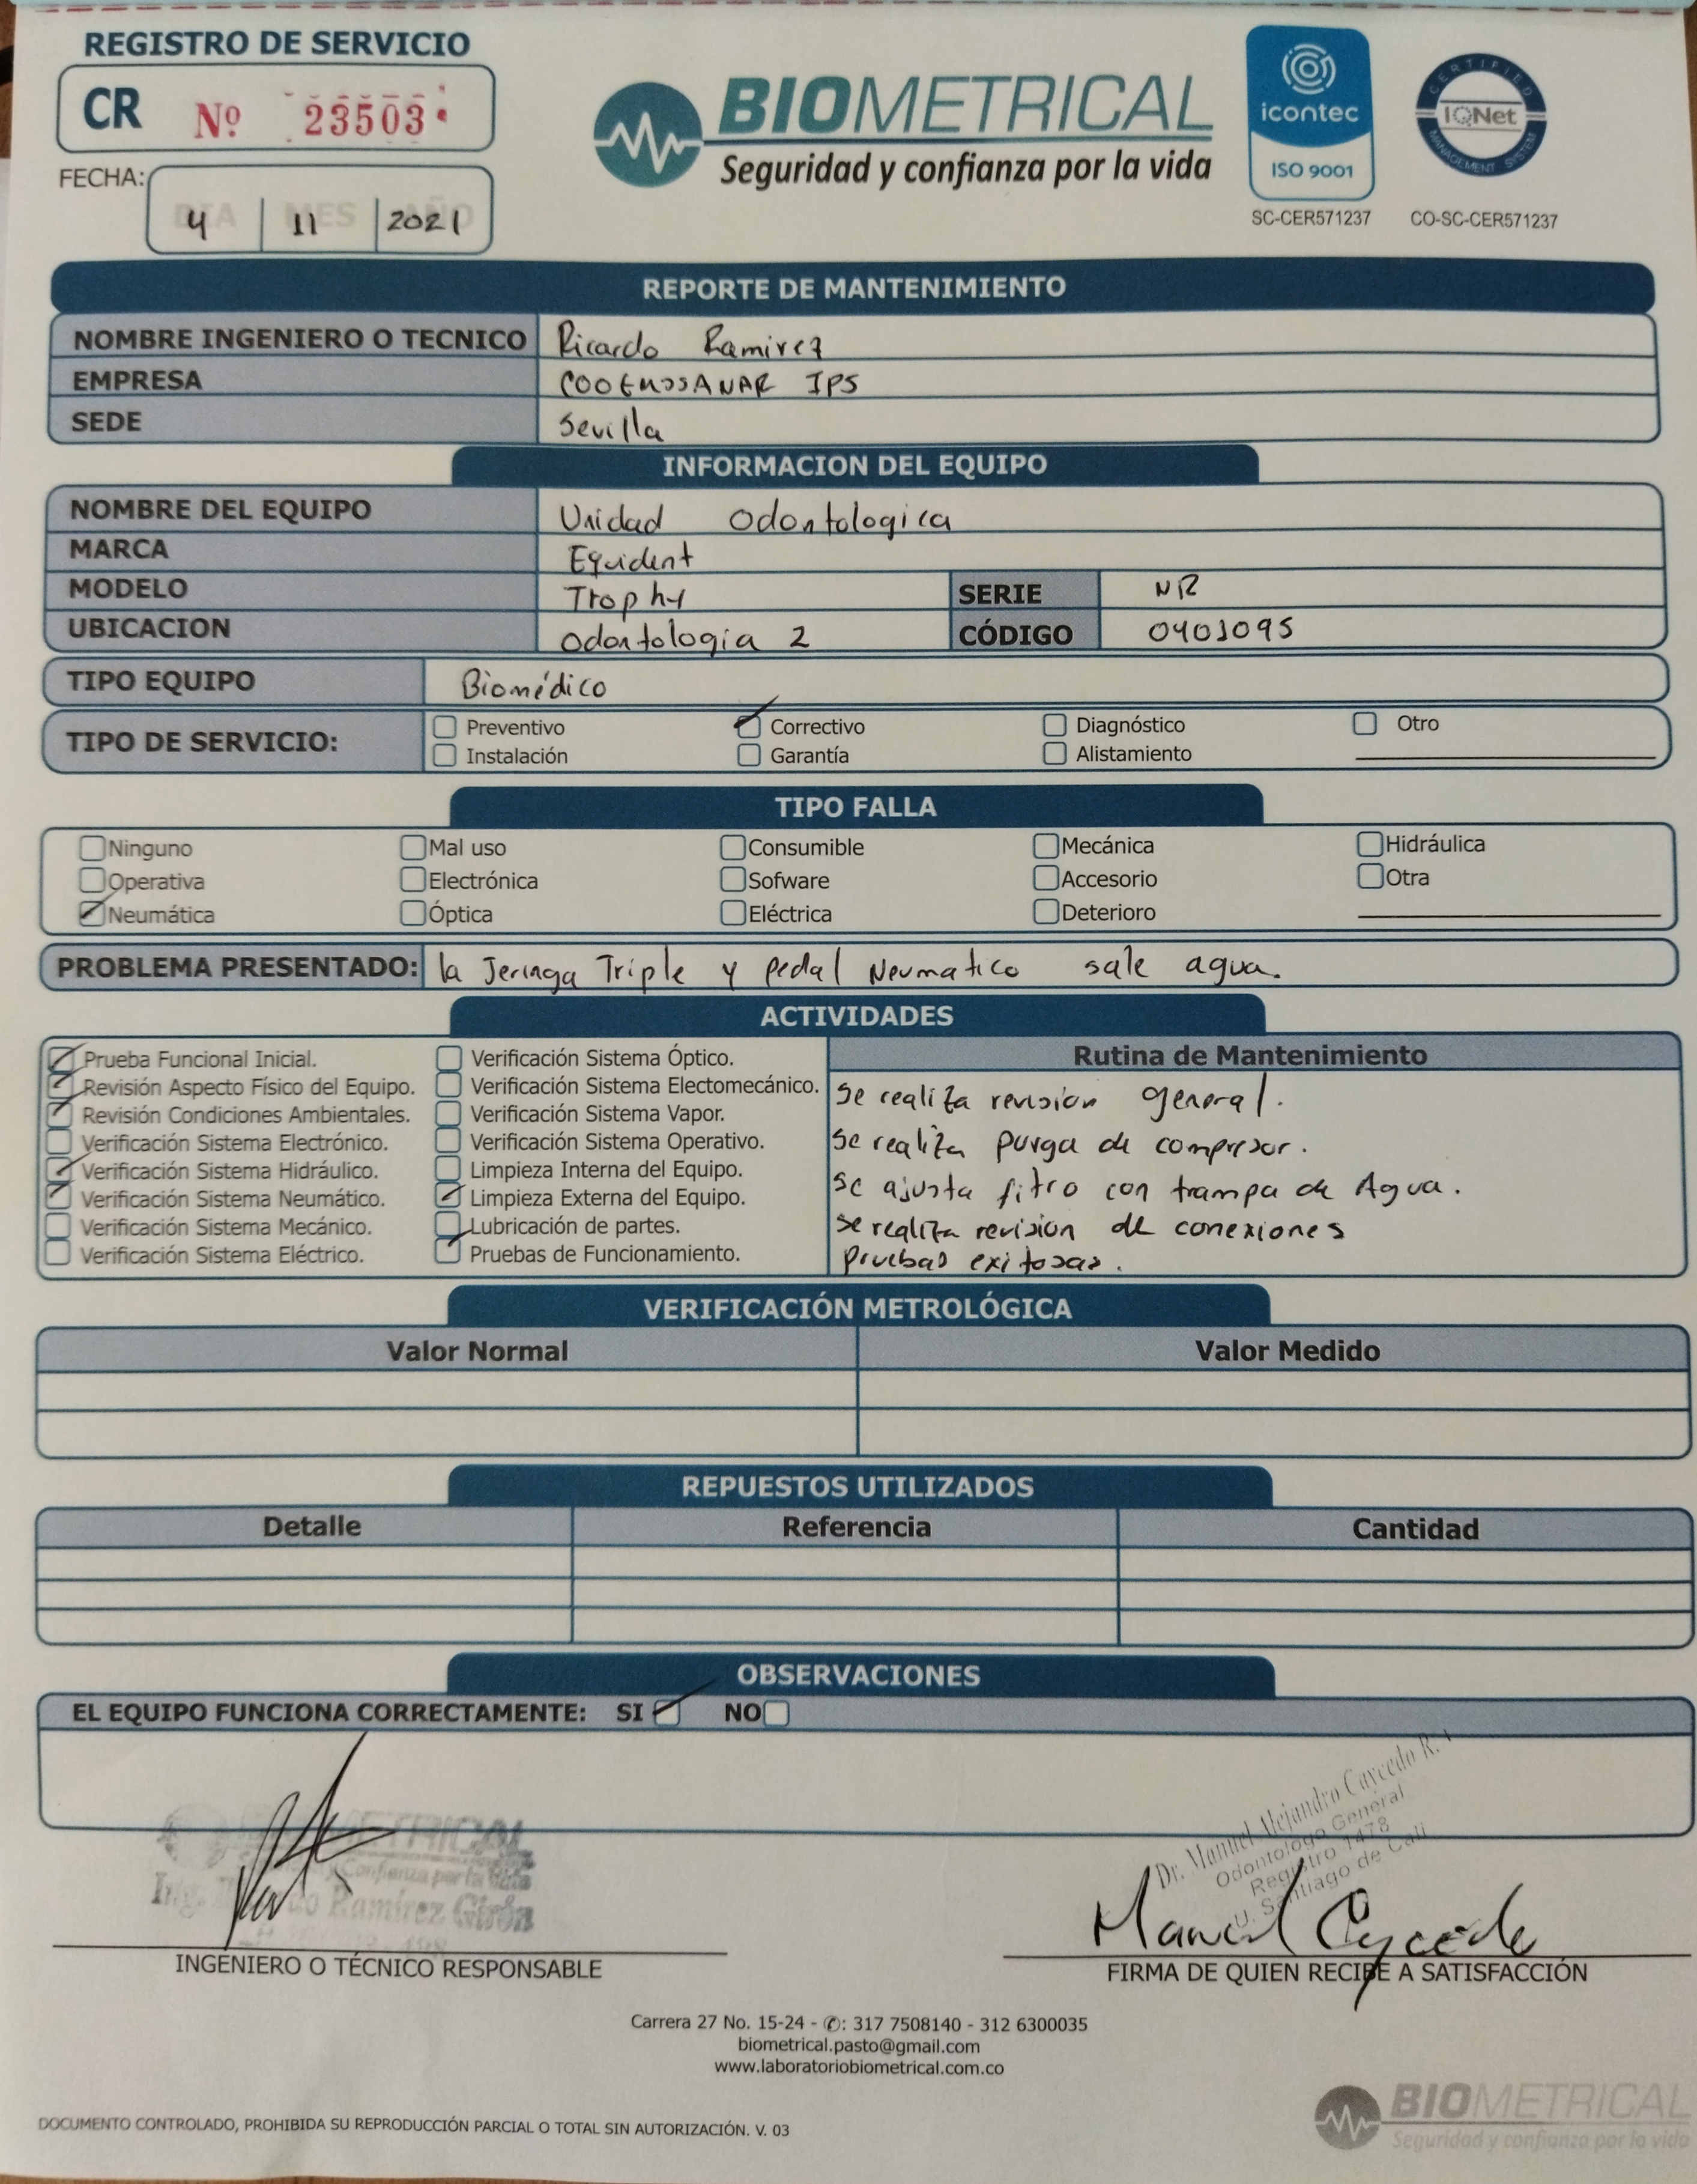 REGISTRO DE SERVICIO
CR Nº 23503
FECHA:
DIA MES AÑO
4 11 2021
BIOMETRICAL
Seguridad y confianza por la vida
icontec
ISO 9001
SC-CER571237
CERTIFIED
IQNet
MANAGEMENT SYSTEM
CO-SC-CER571237
REPORTE DE MANTENIMIENTO
NOMBRE INGENIERO O TECNICO Ricardo Ramirez
EMPRESA COOEMSSANAR IPS
SEDE Sevilla
INFORMACION DEL EQUIPO
NOMBRE DEL EQUIPO Unidad Odontologica
MARCA Equident
MODELO Trophy SERIE NR
UBICACION Odontologia 2 CÓDIGO 0401095
TIPO EQUIPO Biomédico
TIPO DE SERVICIO:
Preventivo Correctivo Diagnóstico Otro
Instalación Garantía Alistamiento
TIPO FALLA
Ninguno Mal uso Consumible Mecánica Hidráulica
Operativa Electrónica Sofware Accesorio Otra
Neumática Óptica Eléctrica Deterioro
PROBLEMA PRESENTADO: la Jeringa Triple y pedal Neumatico sale agua.
ACTIVIDADES
Prueba Funcional Inicial.
Revisión Aspecto Físico del Equipo.
Revisión Condiciones Ambientales.
Verificación Sistema Electrónico.
Verificación Sistema Hidráulico.
Verificación Sistema Neumático.
Verificación Sistema Mecánico.
Verificación Sistema Eléctrico.
Verificación Sistema Óptico.
Verificación Sistema Electomecánico.
Verificación Sistema Vapor.
Verificación Sistema Operativo.
Limpieza Interna del Equipo.
Limpieza Externa del Equipo.
Lubricación de partes.
Pruebas de Funcionamiento.
Rutina de Mantenimiento
se realiza revision general.
se realiza purga de compresor.
se ajusta fitro con trampa de Agua.
se realiza revision de conexiones
pruebas exitosas.
VERIFICACIÓN METROLÓGICA
Valor Normal Valor Medido
REPUESTOS UTILIZADOS
Detalle Referencia Cantidad
OBSERVACIONES
EL EQUIPO FUNCIONA CORRECTAMENTE: SI NO
Dr. Manuel Alejandro Caycedo R.
Odontologo General
Registro 1478
U. Santiago de Cali
BIOMETRICAL
y Confianza por la Vida
Ing. Ramírez Girón
Manuel Caycedo
INGENIERO O TÉCNICO RESPONSABLE
FIRMA DE QUIEN RECIBE A SATISFACCIÓN
Carrera 27 No. 15-24 - ✆: 317 7508140 - 312 6300035
biometrical.pasto@gmail.com
www.laboratoriobiometrical.com.co
DOCUMENTO CONTROLADO, PROHIBIDA SU REPRODUCCIÓN PARCIAL O TOTAL SIN AUTORIZACIÓN. V. 03
BIOMETRICAL
Seguridad y confianza por la vida